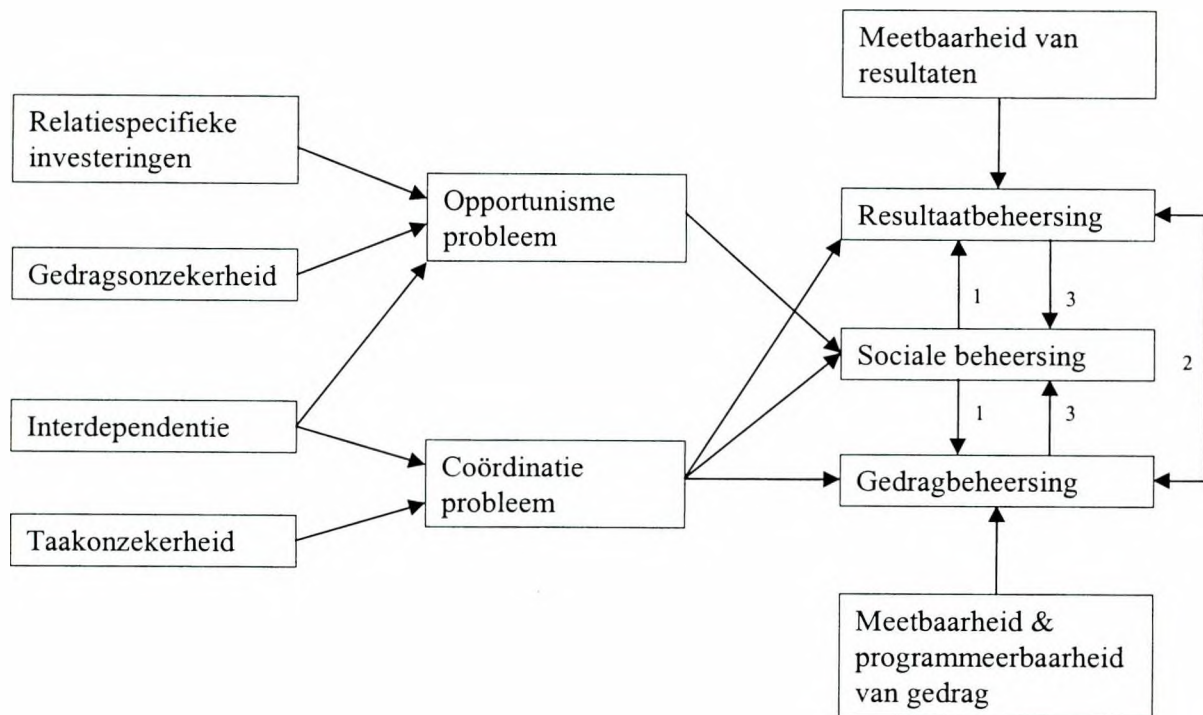 Meetbaarheid van
resultaten
Relatiespecifieke
investeringen
Opportunisme
probleem
Resultaatbeheersing
Gedragsonzekerheid
1
3
Sociale beheersing
2
Interdependentie
1
3
Coördinatie
probleem
Gedragbeheersing
Taakonzekerheid
Meetbaarheid &
programmeerbaarheid
van gedrag